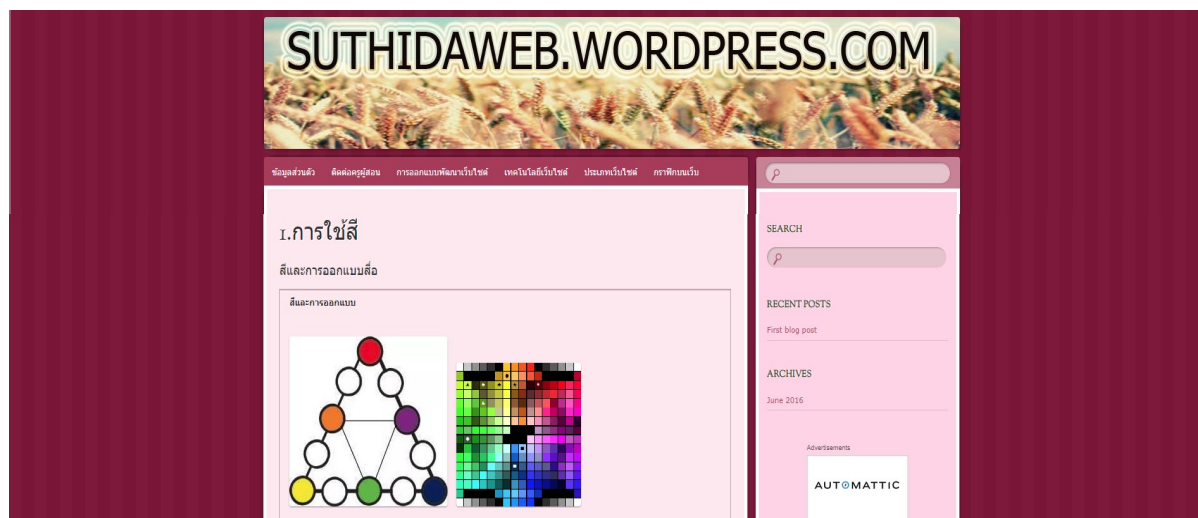 SUTHIDAWEB.WORDPRESS.COM
ข้อมูลส่วนตัว ติดต่อครูผู้สอน การออกแบบพัฒนาเว็บไซต์ เทคโนโลยีเว็บไซต์ ประเภทเว็บไซต์ กราฟิกบนเว็บ
1.การใช้สี
สีและการออกแบบสื่อ
สีและการออกแบบ
SEARCH
RECENT POSTS
First blog post
ARCHIVES
June 2016
Advertisements
AUTOMATTIC